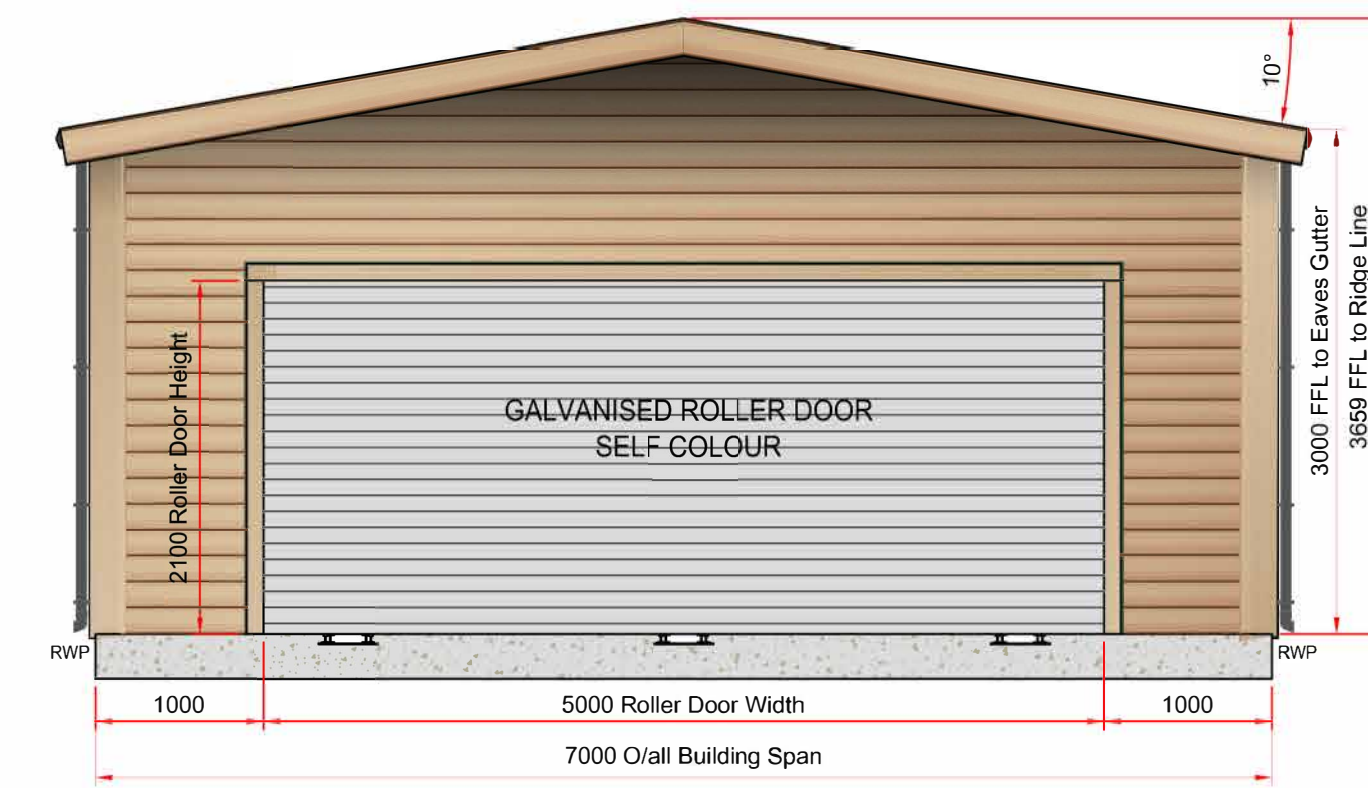 10°
3000 FFL to Eaves Gutter
3659 FFL to Ridge Line
2100 Roller Door Height
GALVANISED ROLLER DOOR
SELF COLOUR
RWP
RWP
1000
5000 Roller Door Width
1000
7000 O/all Building Span